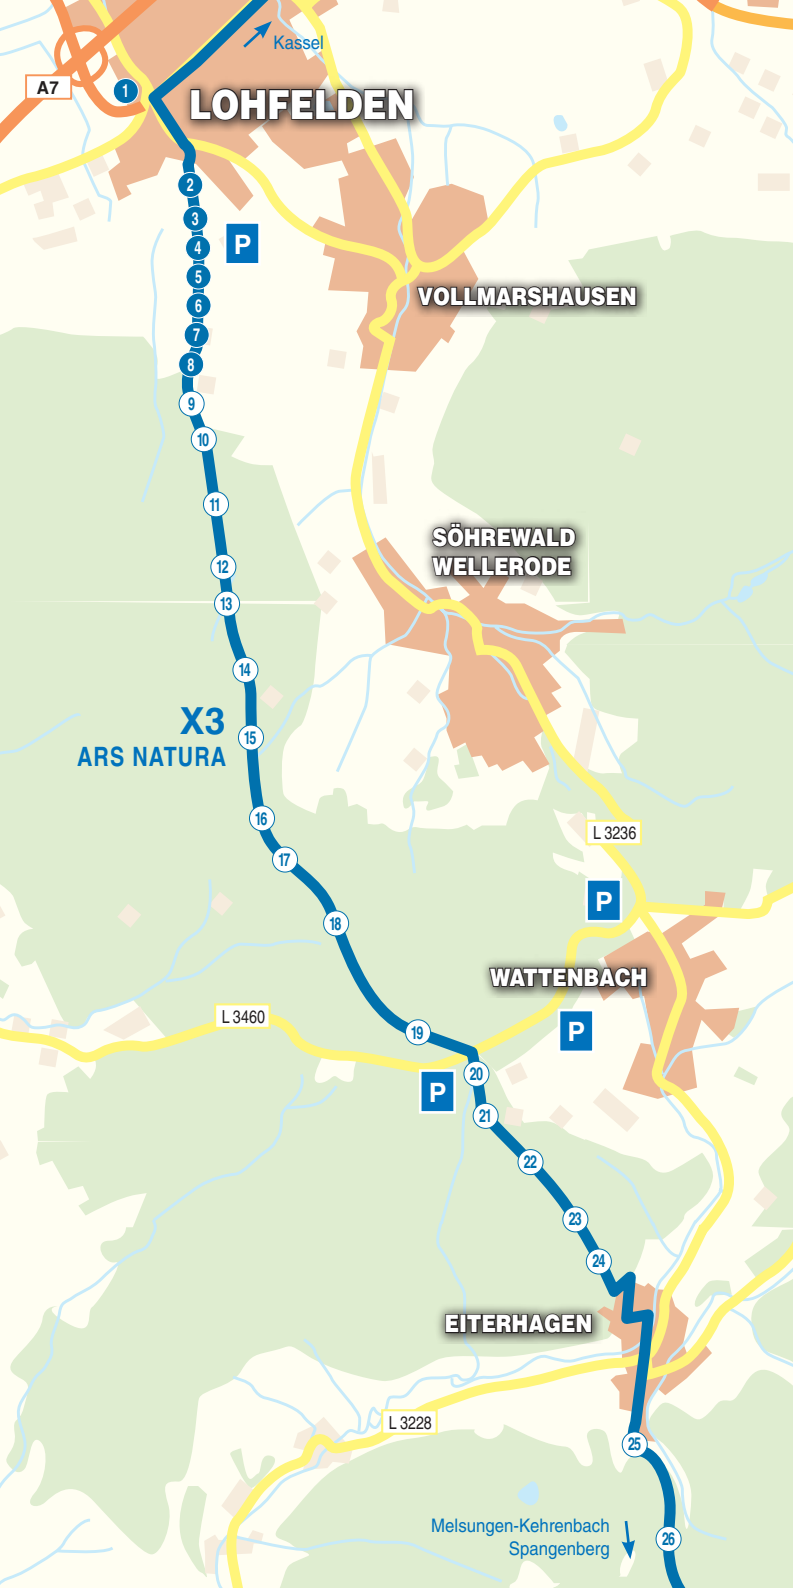 Kassel
A7
1
LOHFELDEN
2
3
4
P
5
6
7
8
VOLLMARSHAUSEN
9
10
11
SÖHREWALD
WELLERODE
12
13
14
X3
ARS NATURA
15
16
17
L 3236
P
18
WATTENBACH
L 3460
19
P
20
P
21
22
23
24
EITERHAGEN
L 3228
25
Melsungen-Kehrenbach
Spangenberg
26